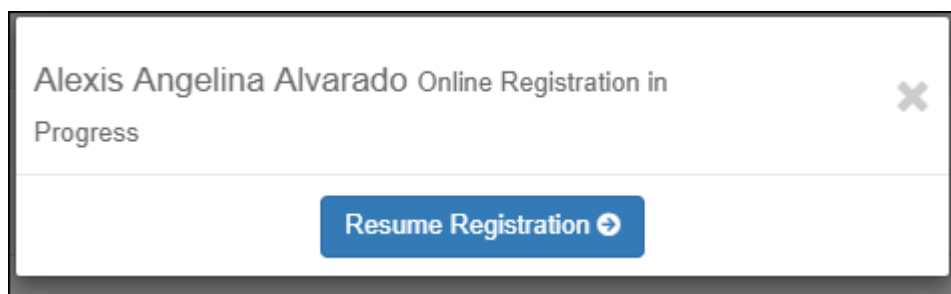 Alexis Angelina Alvarado Online Registration in
Progress
Resume Registration